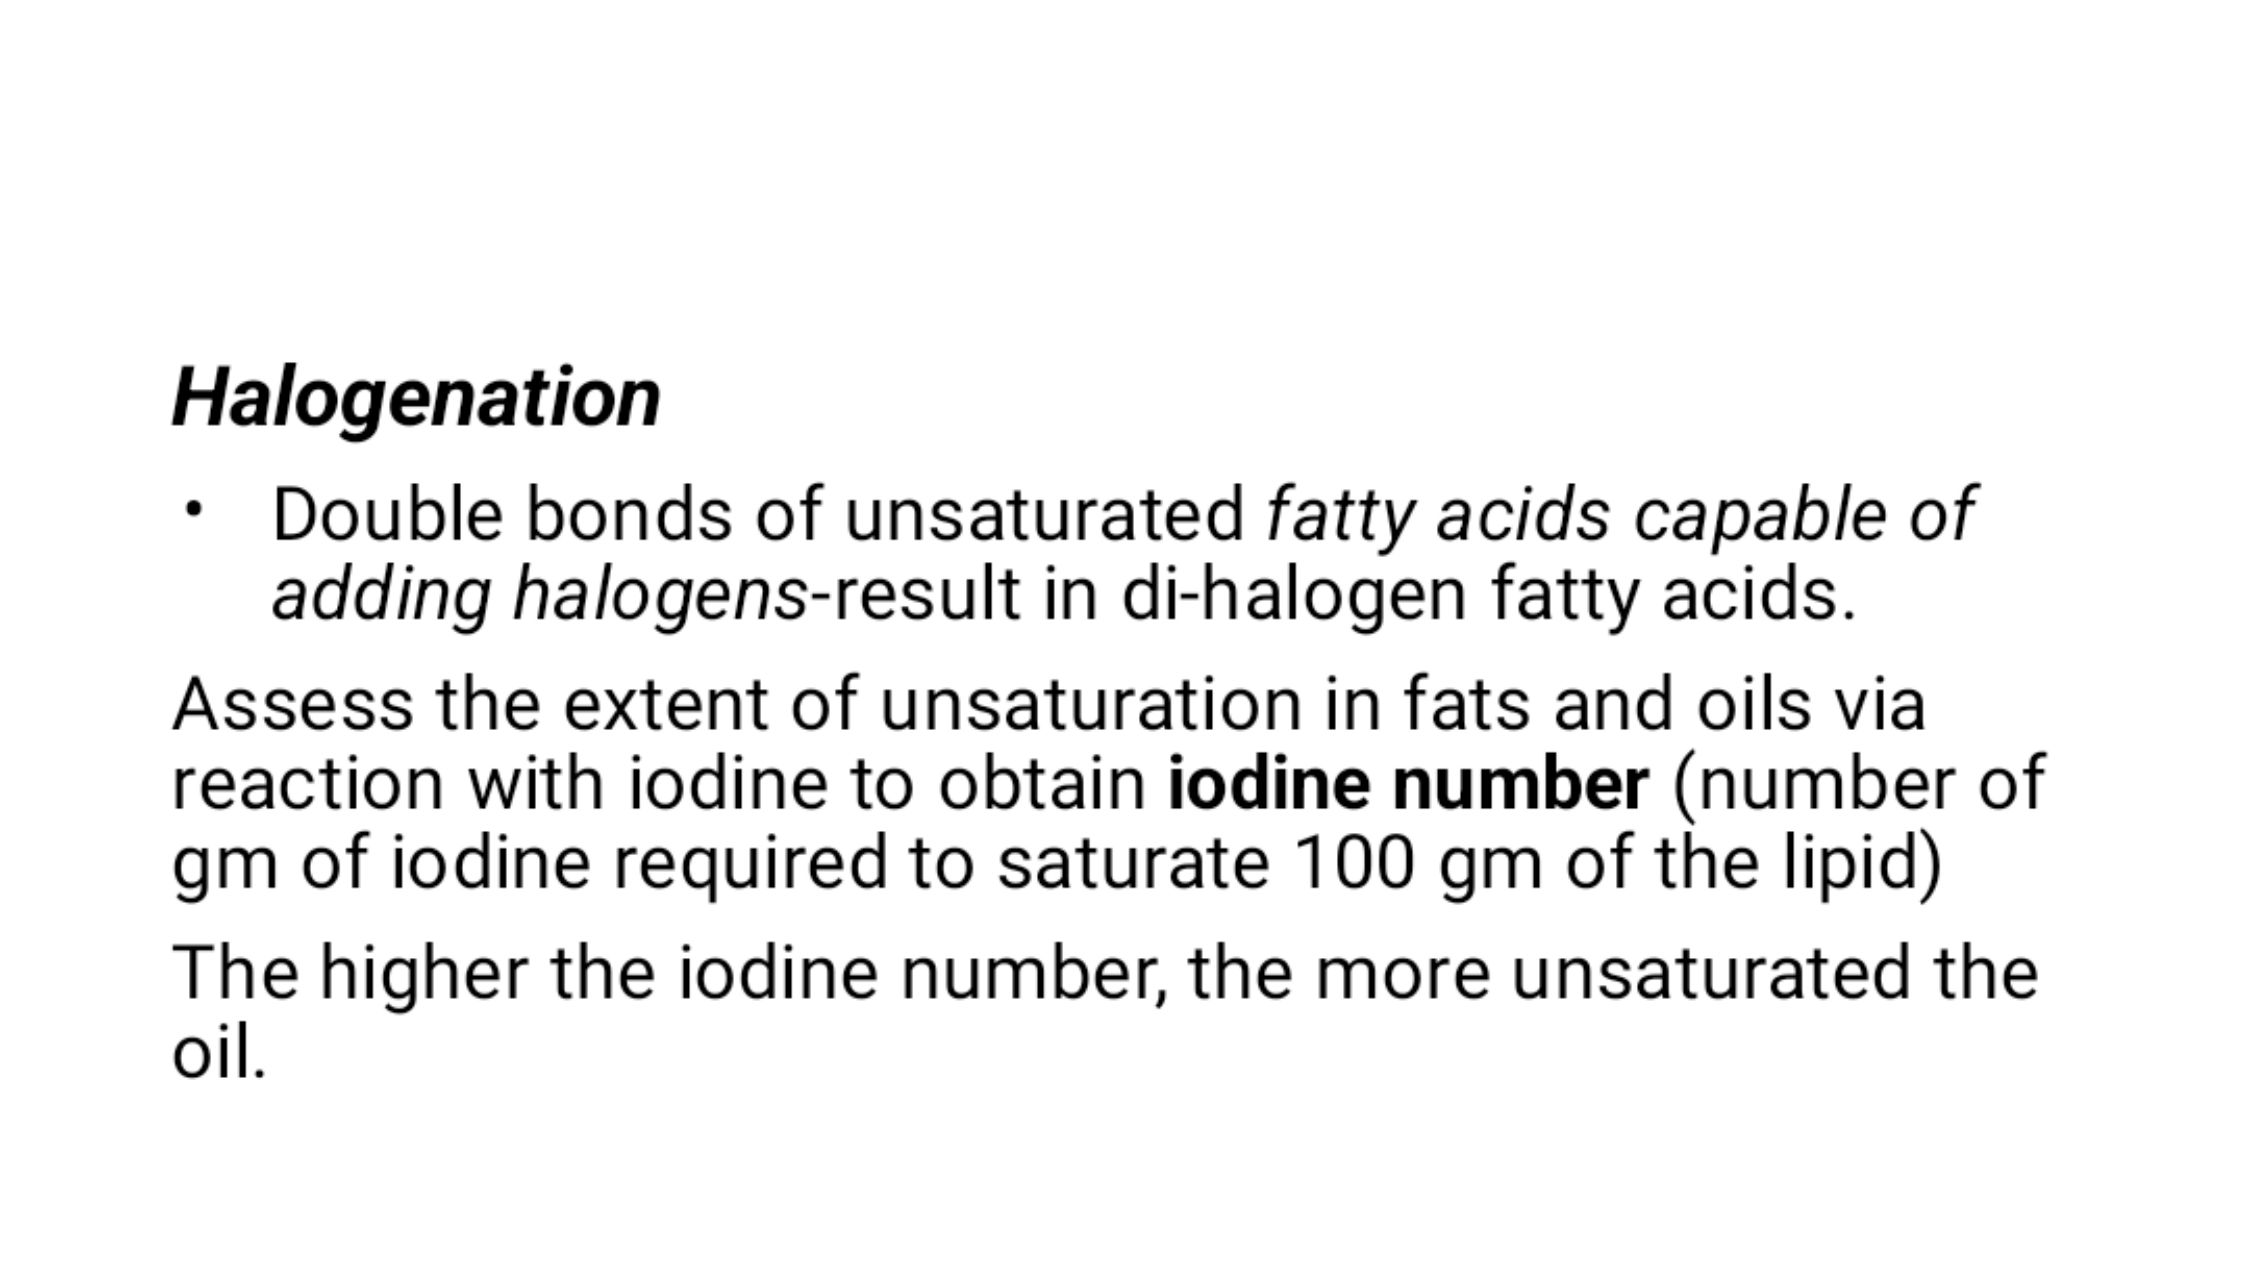 Halogenation
• Double bonds of unsaturated fatty acids capable of
adding halogens-result in di-halogen fatty acids.
Assess the extent of unsaturation in fats and oils via
reaction with iodine to obtain iodine number (number of
gm of iodine required to saturate 100 gm of the lipid)
The higher the iodine number, the more unsaturated the
oil.